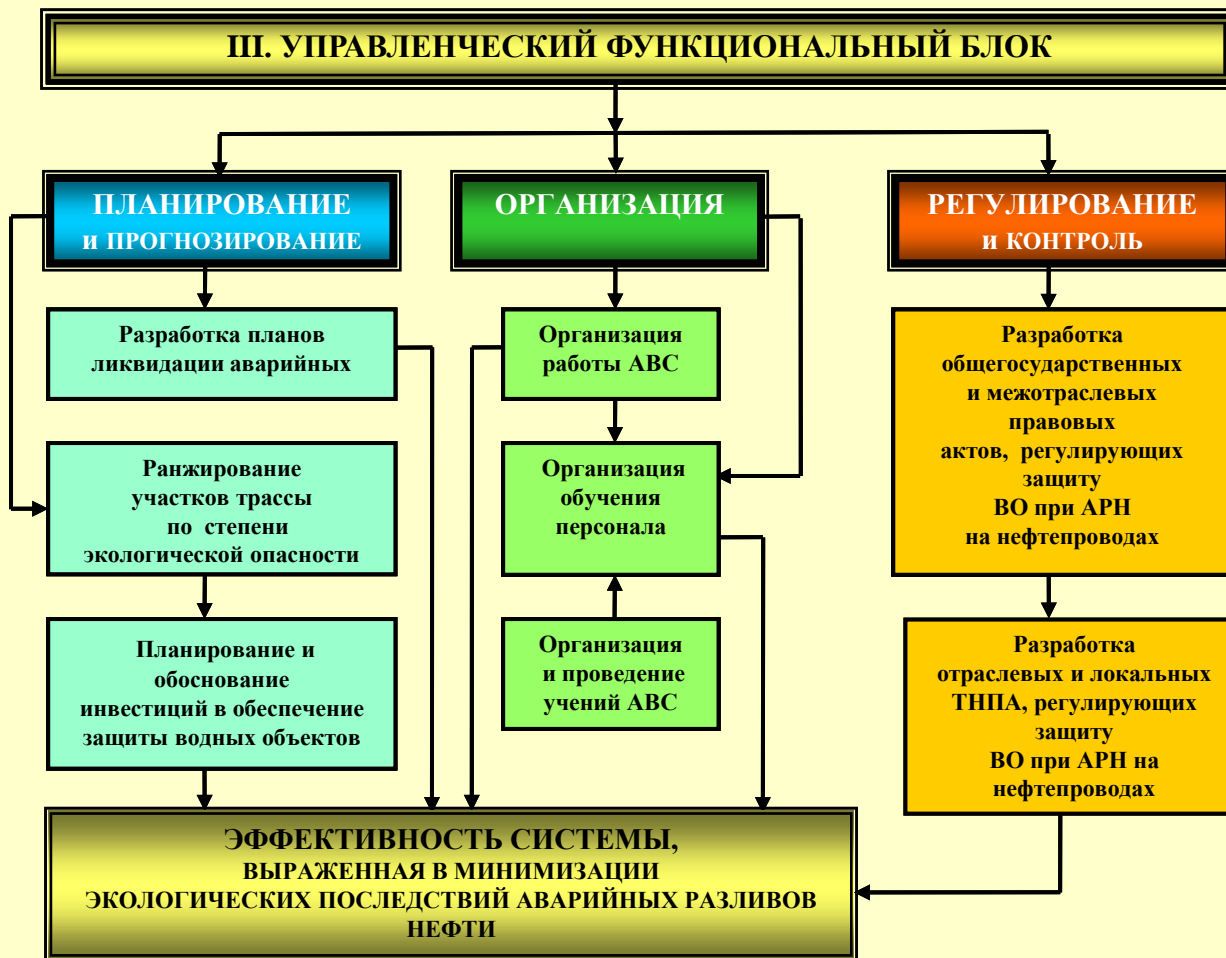 III. УПРАВЛЕНЧЕСКИЙ ФУНКЦИОНАЛЬНЫЙ БЛОК
ПЛАНИРОВАНИЕ
и ПРОГНОЗИРОВАНИЕ
Разработка планов
ликвидации аварийных
Ранжирование
участков трассы
по степени
экологической опасности
Планирование и
обоснование
инвестиций в обеспечение
защиты водных объектов
ОРГАНИЗАЦИЯ
Организация
работы АВС
Организация
обучения
персонала
Организация
и проведение
учений АВС
РЕГУЛИРОВАНИЕ
и КОНТРОЛЬ
Разработка
общегосударственных
и межотраслевых
правовых
актов, регулирующих
защиту
ВО при АРН
на нефтепроводах
Разработка
отраслевых и локальных
ТНПА, регулирующих
защиту
ВО при АРН на
нефтепроводах
ЭФФЕКТИВНОСТЬ СИСТЕМЫ,
ВЫРАЖЕННАЯ В МИНИМИЗАЦИИ
ЭКОЛОГИЧЕСКИХ ПОСЛЕДСТВИЙ АВАРИЙНЫХ РАЗЛИВОВ
НЕФТИ